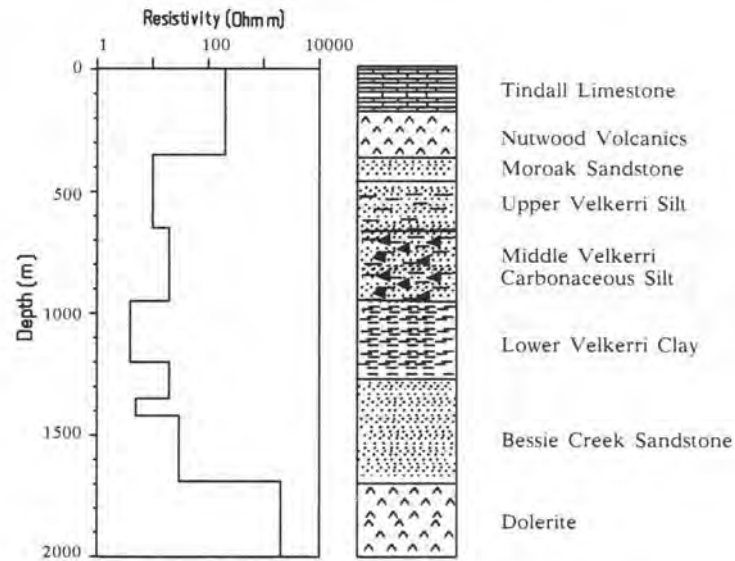 Resistivity (Ohm m)
1 100 10000
0
500
1000
1500
2000
Depth (m)
Tindall Limestone
Nutwood Volcanics
Moroak Sandstone
Upper Velkerri Silt
Middle Velkerri
Carbonaceous Silt
Lower Velkerri Clay
Bessie Creek Sandstone
Dolerite